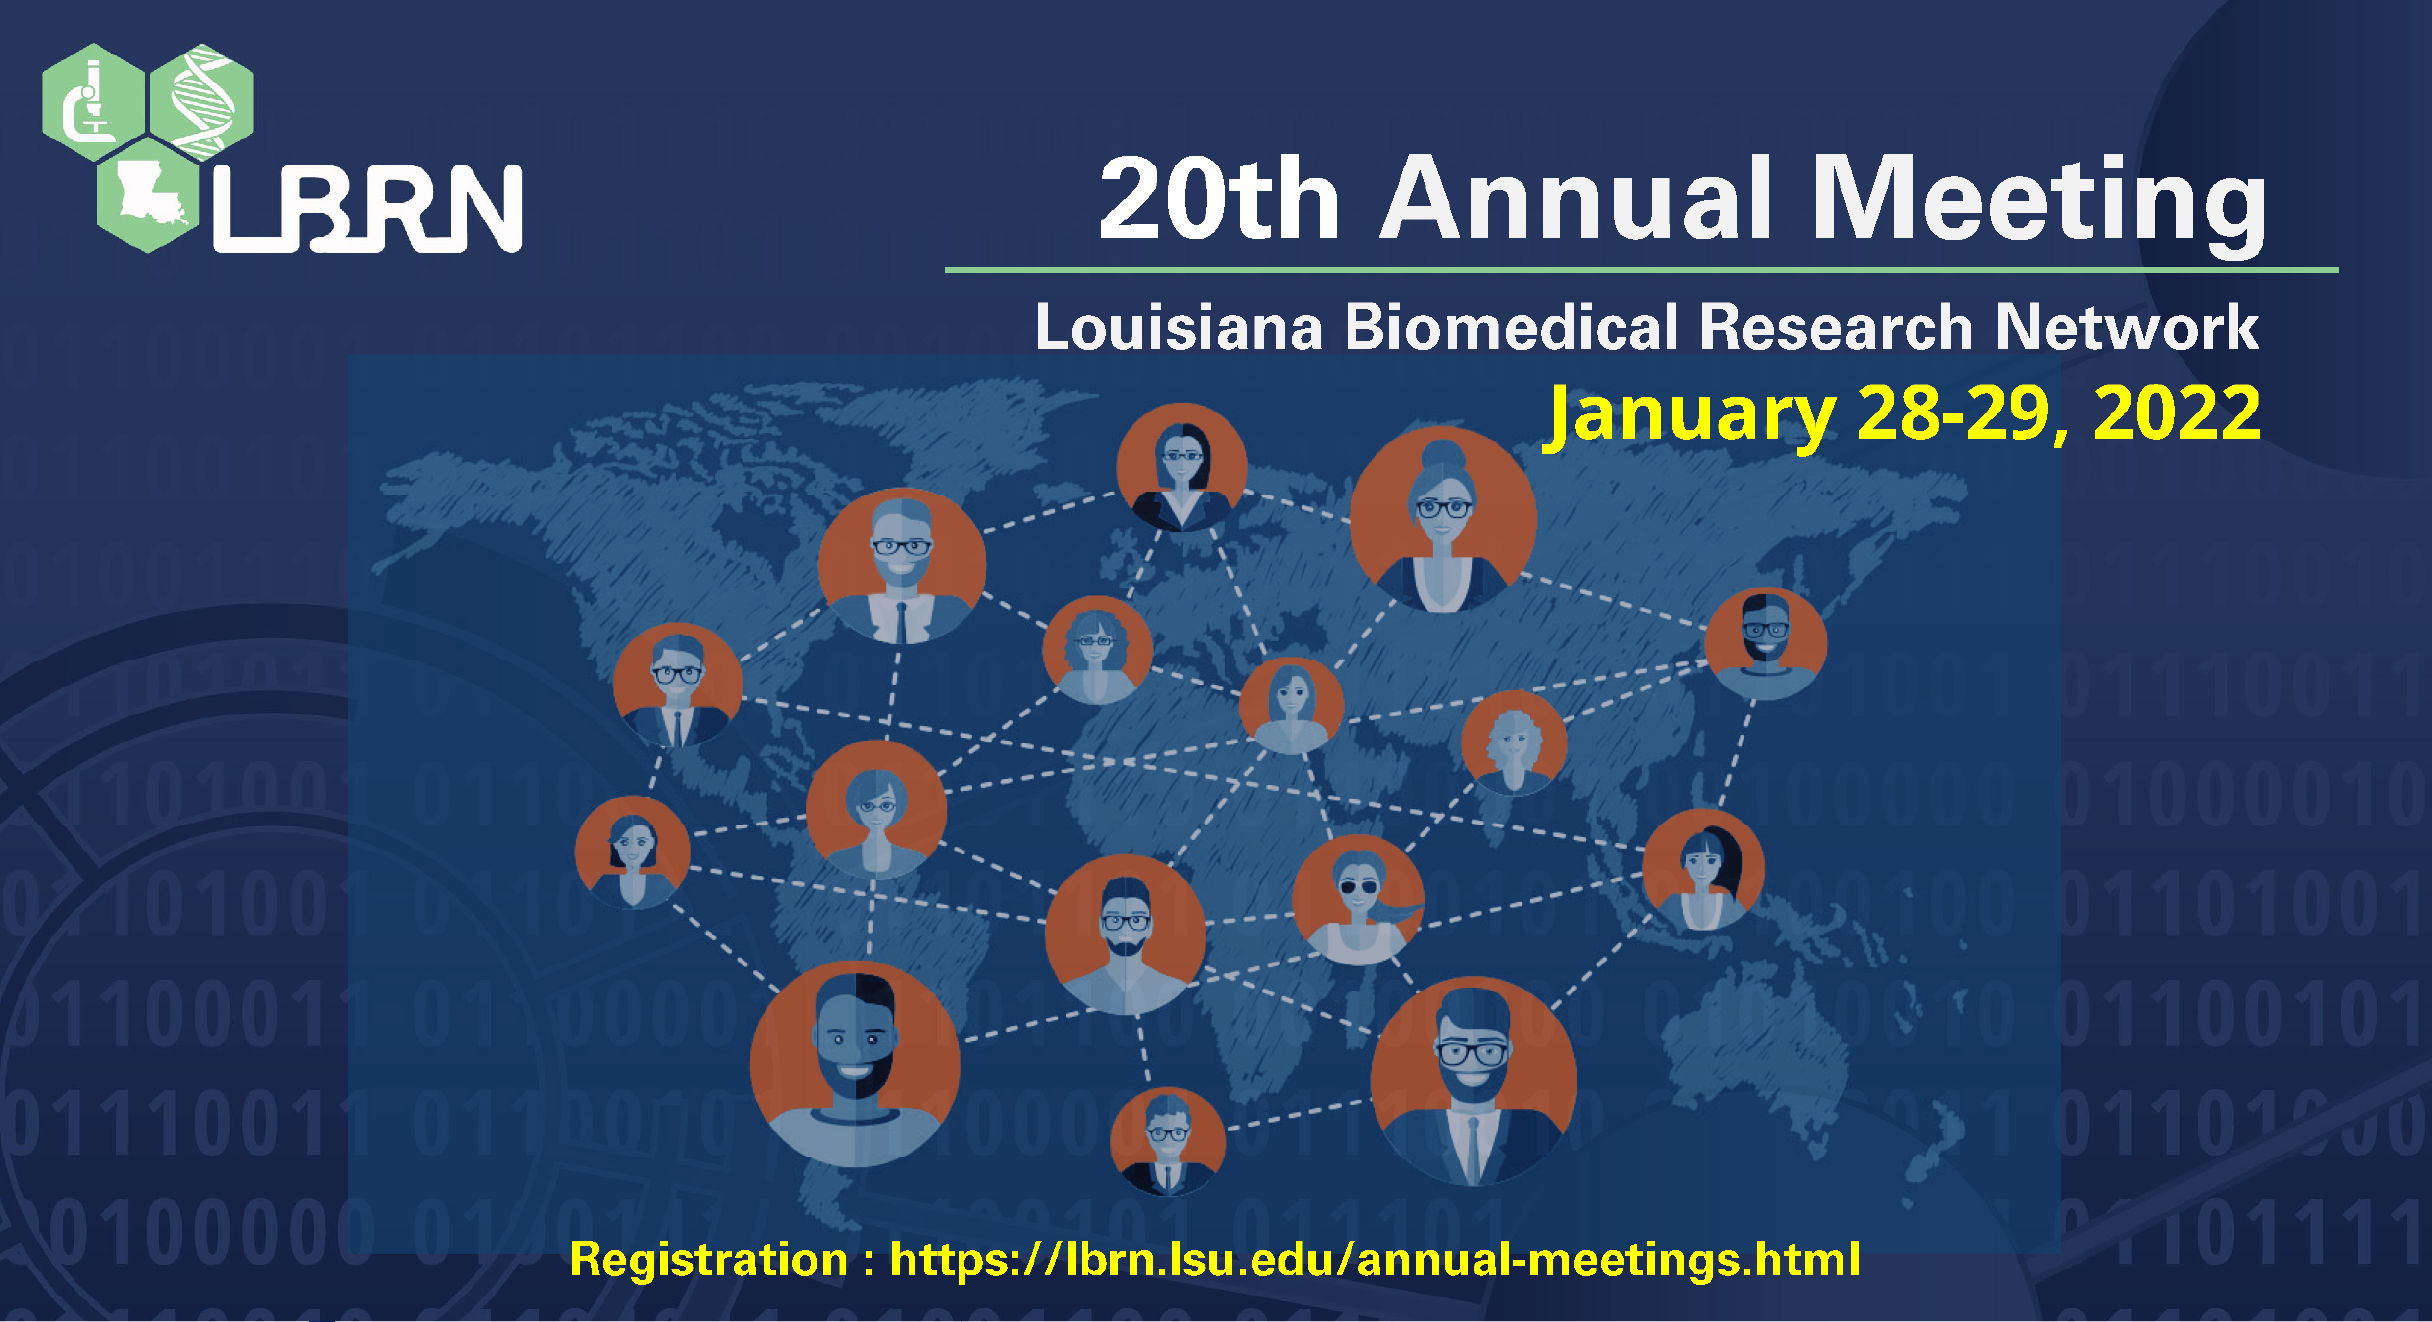 LBRN
20th Annual Meeting
Louisiana Biomedical Research Network
January 28-29, 2022
Registration : https://lbrn.lsu.edu/annual-meetings.html